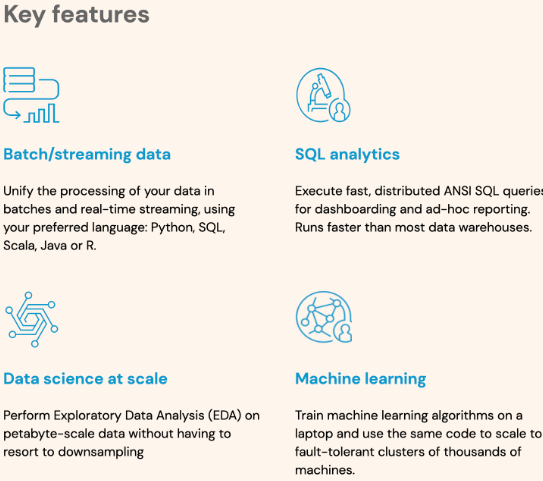 Key features
Batch/streaming data
Unify the processing of your data in
batches and real-time streaming, using
your preferred language: Python, SQL,
Scala, Java or R.
SQL analytics
Execute fast, distributed ANSI SQL queries
for dashboarding and ad-hoc reporting.
Runs faster than most data warehouses.
Data science at scale
Perform Exploratory Data Analysis (EDA) on
petabyte-scale data without having to
resort to downsampling
Machine learning
Train machine learning algorithms on a
laptop and use the same code to scale to
fault-tolerant clusters of thousands of
machines.